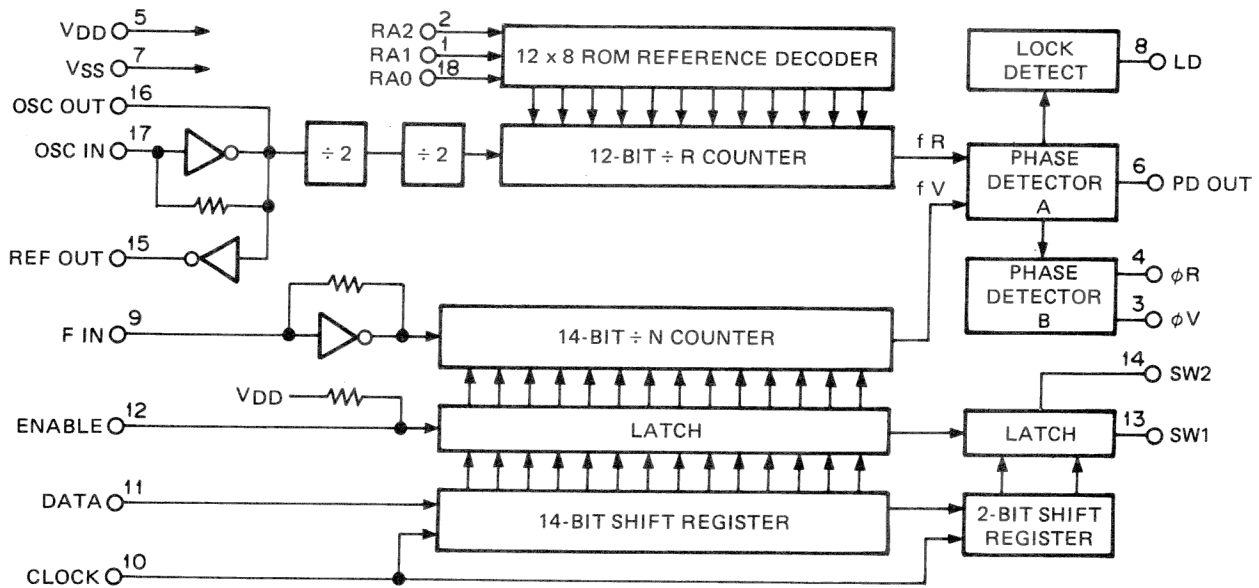 VDD 5
VSS 7
OSC OUT 16
OSC IN 17
REF OUT 15
F IN 9
VDD
ENABLE 12
DATA 11
CLOCK 10
RA2 2
RA1 1
RA0 18
12 x 8 ROM REFERENCE DECODER
÷ 2
÷ 2
12-BIT ÷ R COUNTER
f R
f V
14-BIT ÷ N COUNTER
LATCH
14-BIT SHIFT REGISTER
LOCK
DETECT
8 LD
PHASE
DETECTOR
A
6 PD OUT
PHASE
DETECTOR
B
4 φR
3 φV
14 SW2
LATCH
13 SW1
2-BIT SHIFT
REGISTER